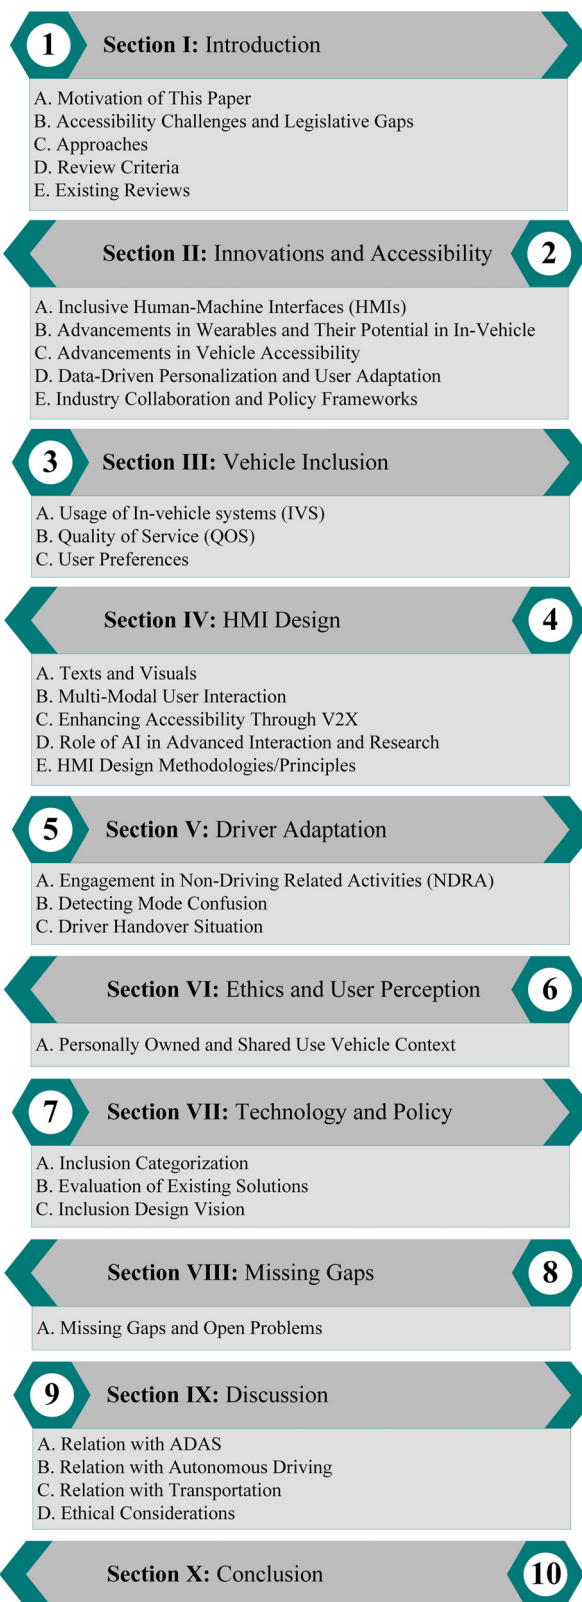 1
Section I: Introduction
A. Motivation of This Paper
B. Accessibility Challenges and Legislative Gaps
C. Approaches
D. Review Criteria
E. Existing Reviews
Section II: Innovations and Accessibility
2
A. Inclusive Human-Machine Interfaces (HMIs)
B. Advancements in Wearables and Their Potential in In-Vehicle
C. Advancements in Vehicle Accessibility
D. Data-Driven Personalization and User Adaptation
E. Industry Collaboration and Policy Frameworks
3
Section III: Vehicle Inclusion
A. Usage of In-vehicle systems (IVS)
B. Quality of Service (QOS)
C. User Preferences
Section IV: HMI Design
4
A. Texts and Visuals
B. Multi-Modal User Interaction
C. Enhancing Accessibility Through V2X
D. Role of AI in Advanced Interaction and Research
E. HMI Design Methodologies/Principles
5
Section V: Driver Adaptation
A. Engagement in Non-Driving Related Activities (NDRA)
B. Detecting Mode Confusion
C. Driver Handover Situation
Section VI: Ethics and User Perception
6
A. Personally Owned and Shared Use Vehicle Context
7
Section VII: Technology and Policy
A. Inclusion Categorization
B. Evaluation of Existing Solutions
C. Inclusion Design Vision
Section VIII: Missing Gaps
8
A. Missing Gaps and Open Problems
9
Section IX: Discussion
A. Relation with ADAS
B. Relation with Autonomous Driving
C. Relation with Transportation
D. Ethical Considerations
Section X: Conclusion
10